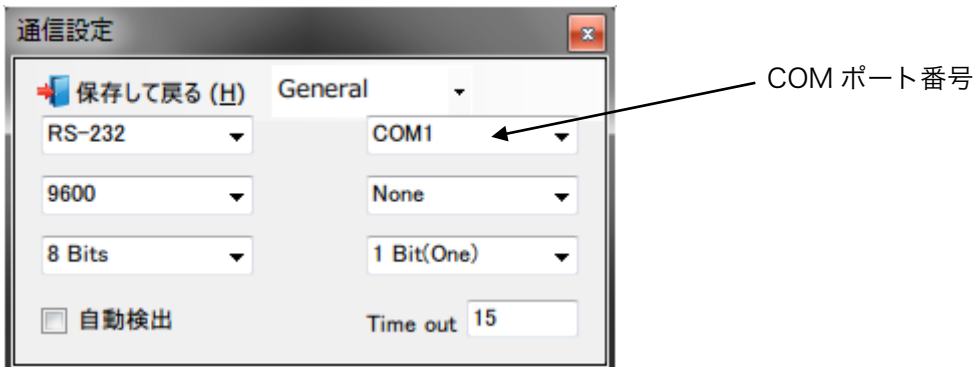 通信設定
保存して戻る (H) General
COM ポート番号
RS-232 COM1
9600 None
8 Bits 1 Bit(One)
自動検出 Time out 15